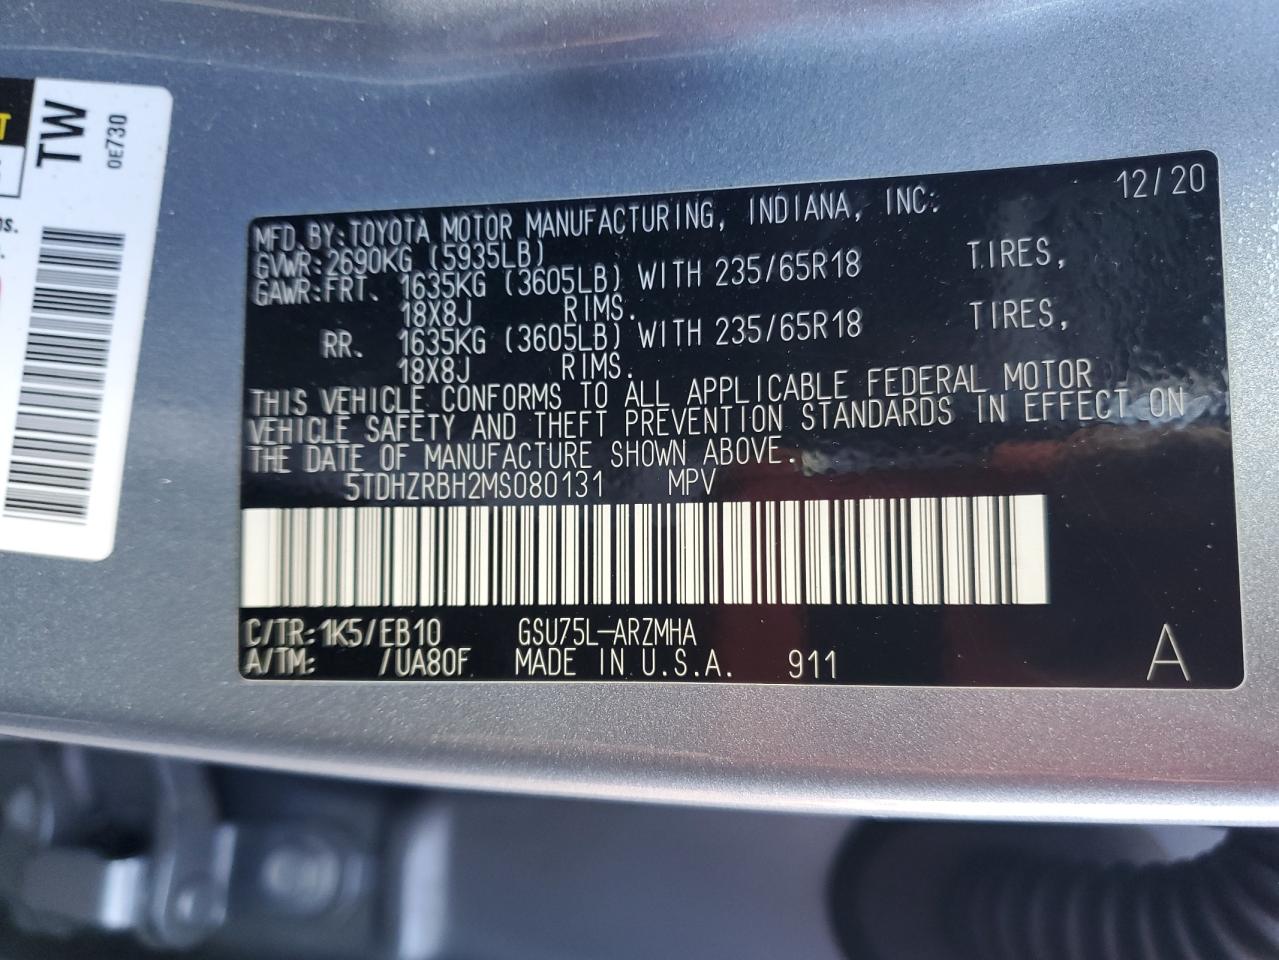 TW
0E730
12/20
MFD.BY:TOYOTA MOTOR MANUFACTURING, INDIANA, INC.
GVWR:2690KG (5935LB)
GAWR:FRT. 1635KG (3605LB) WITH 235/65R18 TIRES,
18X8J RIMS.
RR. 1635KG (3605LB) WITH 235/65R18 TIRES,
18X8J RIMS.
THIS VEHICLE CONFORMS TO ALL APPLICABLE FEDERAL MOTOR
VEHICLE SAFETY AND THEFT PREVENTION STANDARDS IN EFFECT ON
THE DATE OF MANUFACTURE SHOWN ABOVE.
5TDHZRBH2MS080131 MPV
C/TR:1K5/EB10 GSU75L-ARZMHA
A/TM: /UA80F MADE IN U.S.A. 911
A